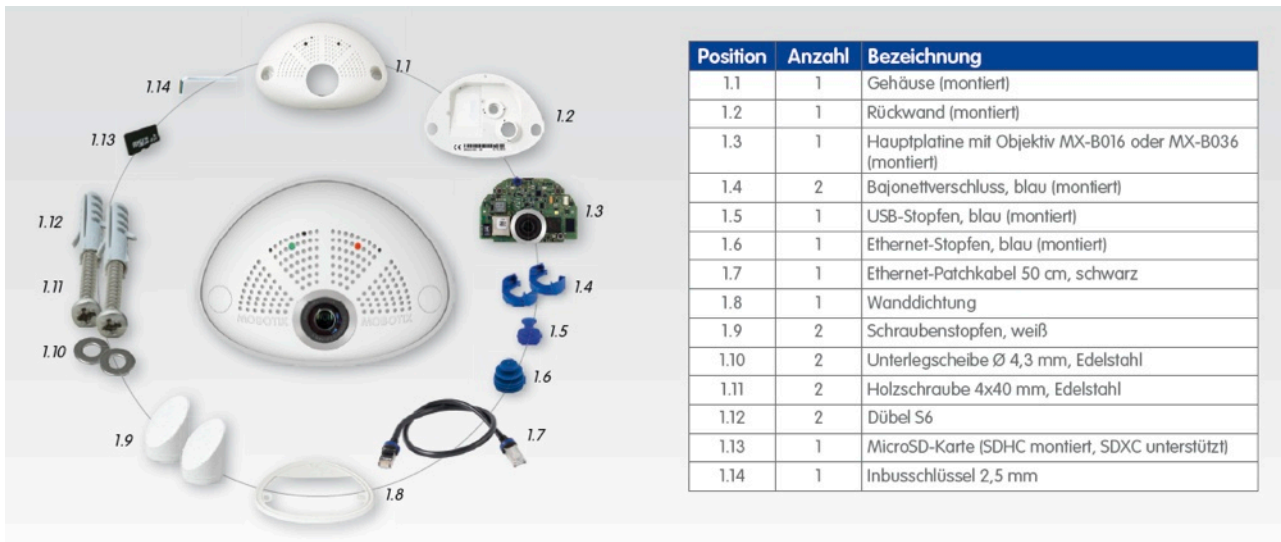 1.1
1.14
1.2
1.13
1.3
1.12
1.4
1.11
1.5
1.10
1.6
1.9
1.7
1.8
MOBOTIX MOBOTIX
Position Anzahl Bezeichnung
1.1 1 Gehäuse (montiert)
1.2 1 Rückwand (montiert)
1.3 1 Hauptplatine mit Objektiv MX-B016 oder MX-B036
(montiert)
1.4 2 Bajonettverschluss, blau (montiert)
1.5 1 USB-Stopfen, blau (montiert)
1.6 1 Ethernet-Stopfen, blau (montiert)
1.7 1 Ethernet-Patchkabel 50 cm, schwarz
1.8 1 Wanddichtung
1.9 2 Schraubenstopfen, weiß
1.10 2 Unterlegscheibe Ø 4,3 mm, Edelstahl
1.11 2 Holzschraube 4x40 mm, Edelstahl
1.12 2 Dübel S6
1.13 1 MicroSD-Karte (SDHC montiert, SDXC unterstützt)
1.14 1 Inbusschlüssel 2,5 mm